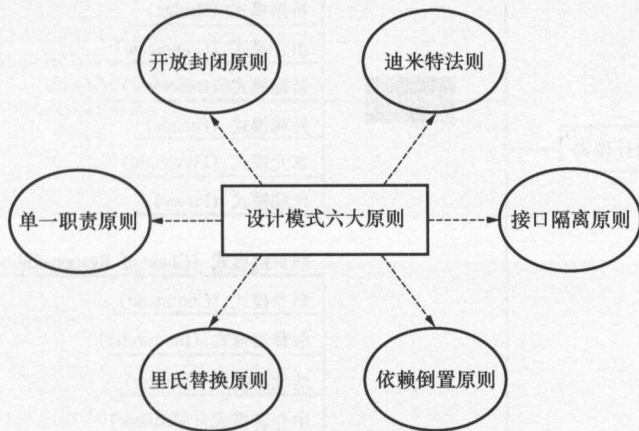 开放封闭原则
迪米特法则
单一职责原则
设计模式六大原则
接口隔离原则
里氏替换原则
依赖倒置原则